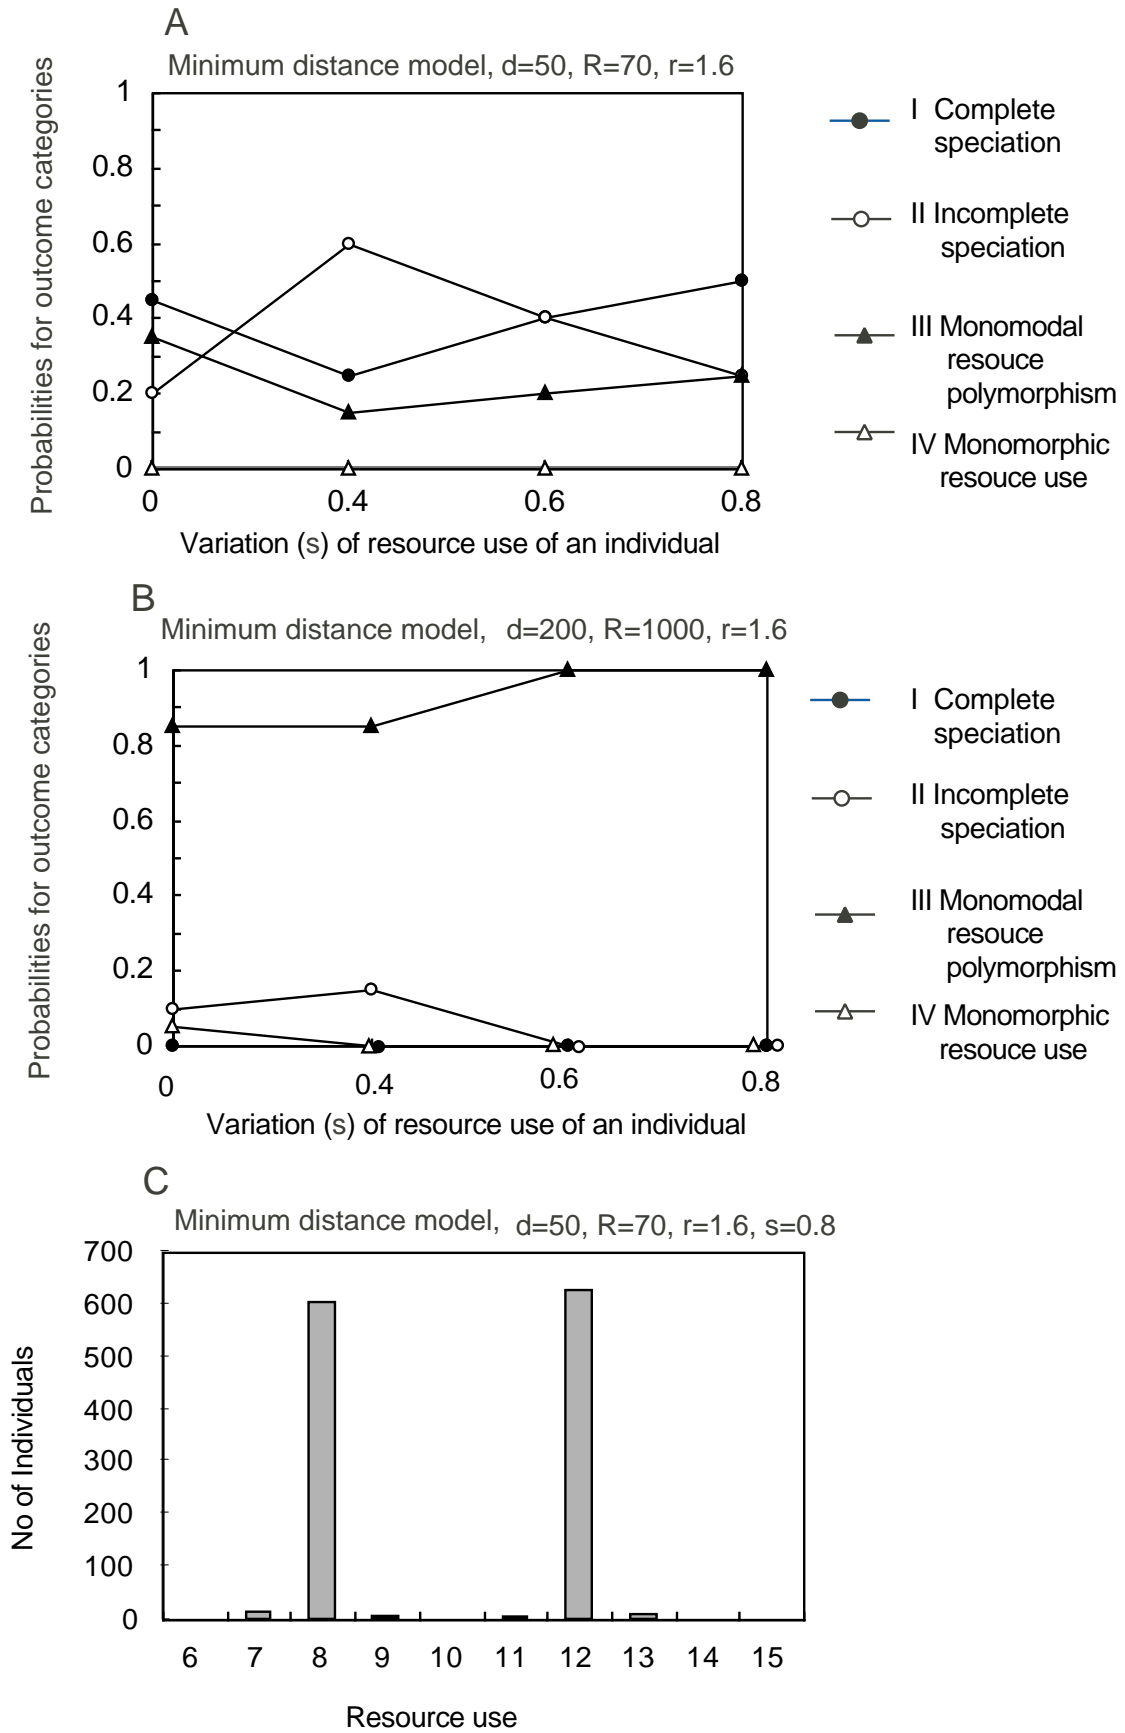 A
Minimum distance model, d=50, R=70, r=1.6
Probabilities for outcome categories
1
0.8
0.6
0.4
0.2
0
0 0.4 0.6 0.8
Variation (s) of resource use of an individual
I Complete
speciation
II Incomplete
speciation
III Monomodal
resouce
polymorphism
IV Monomorphic
resouce use
B
Minimum distance model, d=200, R=1000, r=1.6
Probabilities for outcome categories
1
0.8
0.6
0.4
0.2
0
0 0.4 0.6 0.8
Variation (s) of resource use of an individual
I Complete
speciation
II Incomplete
speciation
III Monomodal
resouce
polymorphism
IV Monomorphic
resouce use
C
Minimum distance model, d=50, R=70, r=1.6, s=0.8
No of Individuals
700
600
500
400
300
200
100
0
6 7 8 9 10 11 12 13 14 15
Resource use